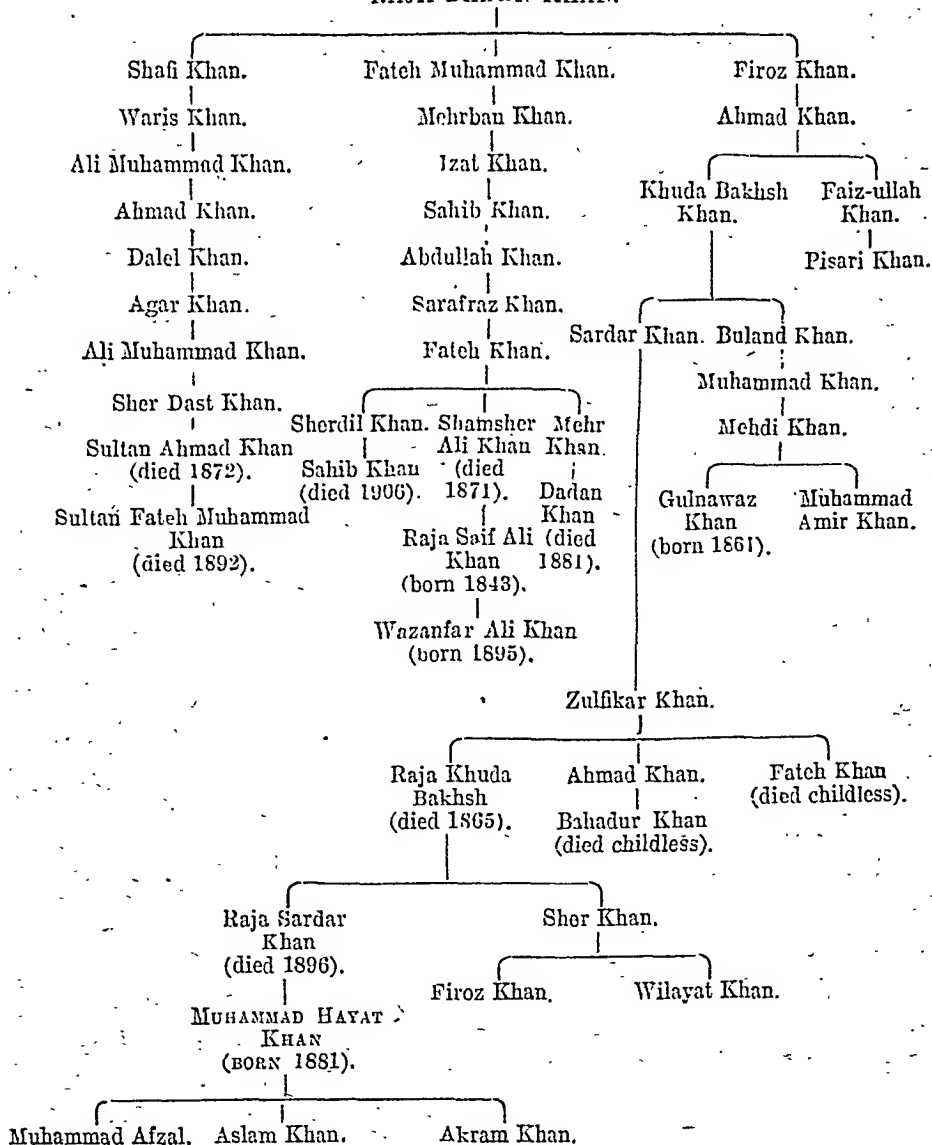 Shafi Khan. Fateh Muhammad Khan. Firoz Khan.
Waris Khan. Mehrban Khan. Ahmad Khan.
Ali Muhammad Khan. Izat Khan.
Khuda Bakhsh Faiz-ullah
Ahmad Khan. Sahib Khan. Khan. Khan.
Dalel Khan. Abdullah Khan. Pisari Khan.
Agar Khan. Sarafraz Khan.
Sardar Khan. Buland Khan.
Ali Muhammad Khan. Fateh Khan.
Muhammad Khan.
Sher Dast Khan.
Sherdil Khan. Shamsher Mehr Mehdi Khan.
Sultan Ahmad Khan Ali Khan Khan.
(died 1872). Sahib Khan (died
(died 1906). 1871). Dadan Gulnawaz Muhammad
Sultan Fateh Muhammad Khan Khan Amir Khan.
Khan Raja Saif Ali (died (born 1861).
(died 1892). Khan 1881).
(born 1843).
Wazanfar Ali Khan
(born 1895).
Zulfikar Khan.
Raja Khuda Ahmad Khan. Fateh Khan
Bakhsh (died childless).
(died 1865). Bahadur Khan
(died childless).
Raja Sardar Sher Khan.
Khan
(died 1896).
Firoz Khan. Wilayat Khan.
MUHAMMAD HAYAT
KHAN
(BORN 1881).
Muhammad Afzal. Aslam Khan. Akram Khan.